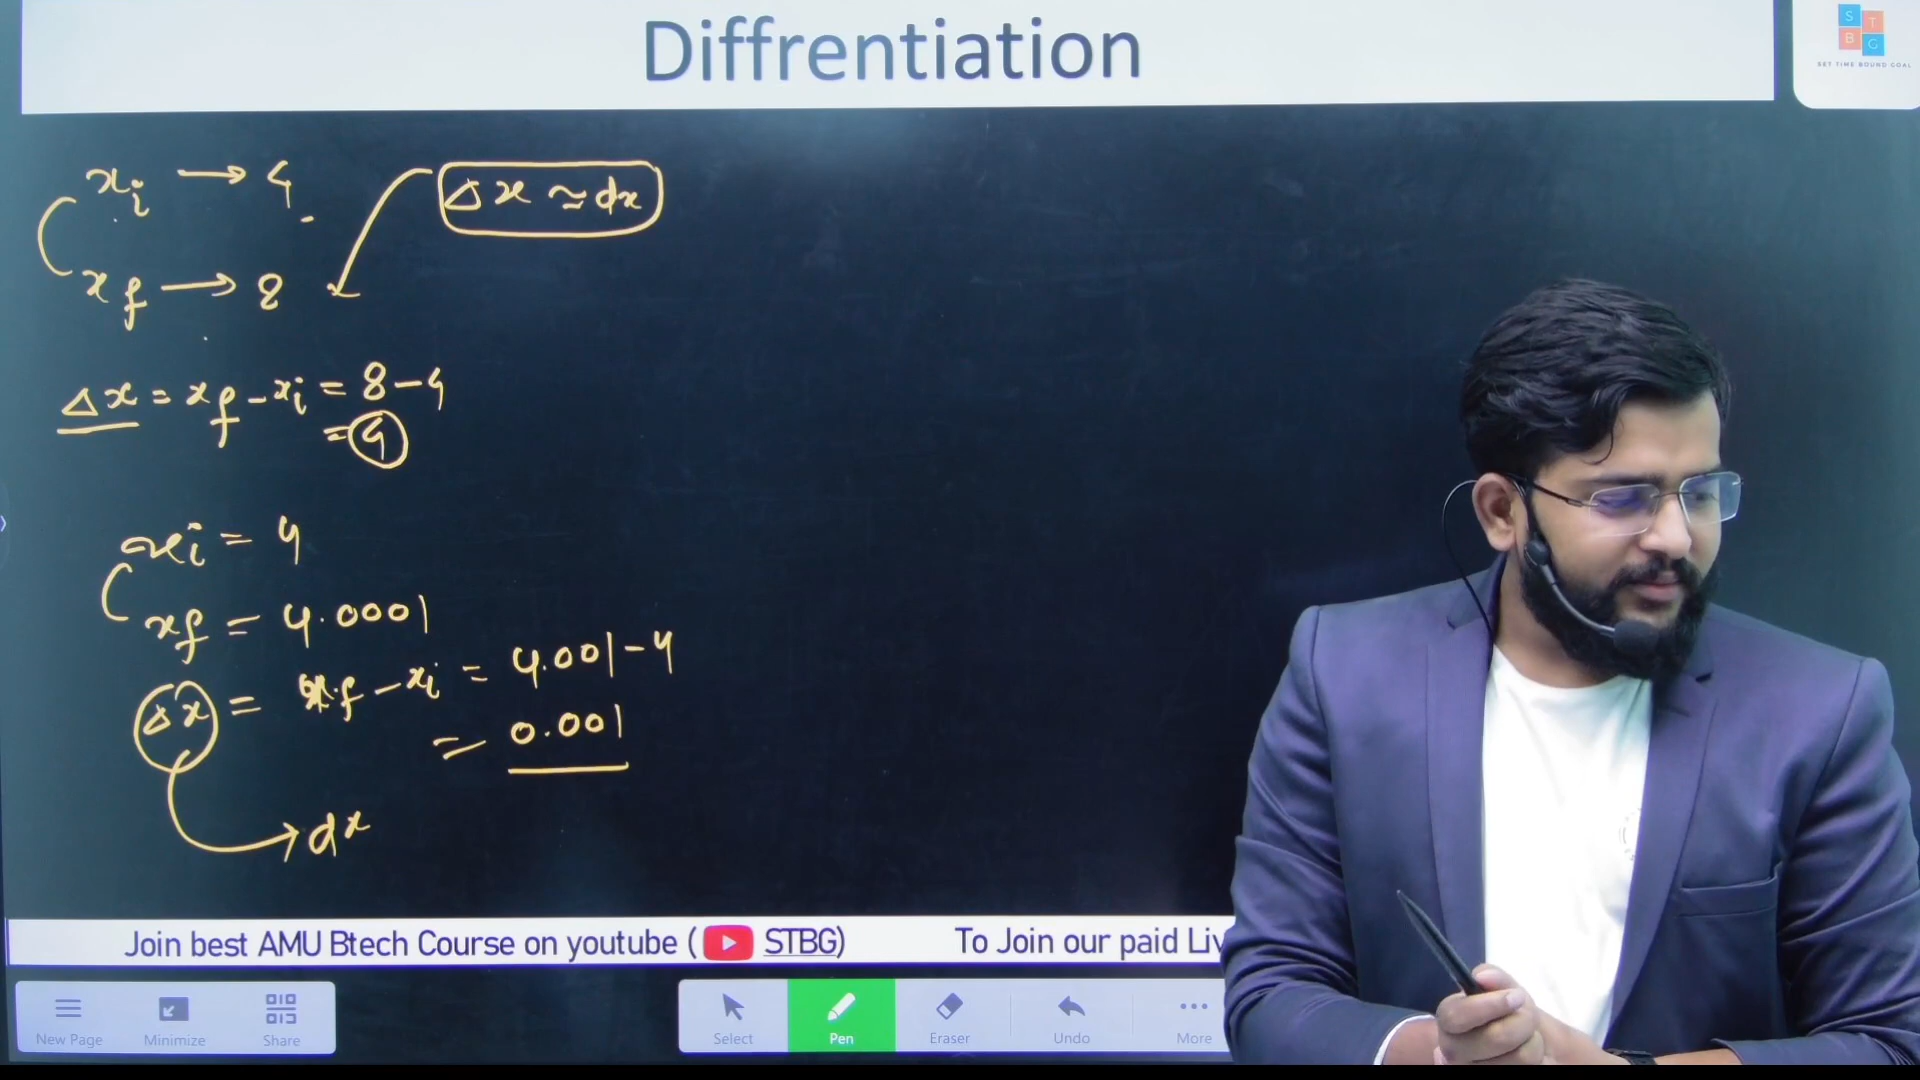 Diffrentiation
S T
B G
SET TIME BOUND GOAL
xi → 4
Δx ≃ dx
xf → 8
Δx = xf - xi = 8 - 4
= 4
xi = 4
xf = 4.0001
Δx = xf - xi = 4.001 - 4
= 0.001
→ dx
Join best AMU Btech Course on youtube ( STBG) To Join our paid Liv
New Page Minimize Share Select Pen Eraser Undo More